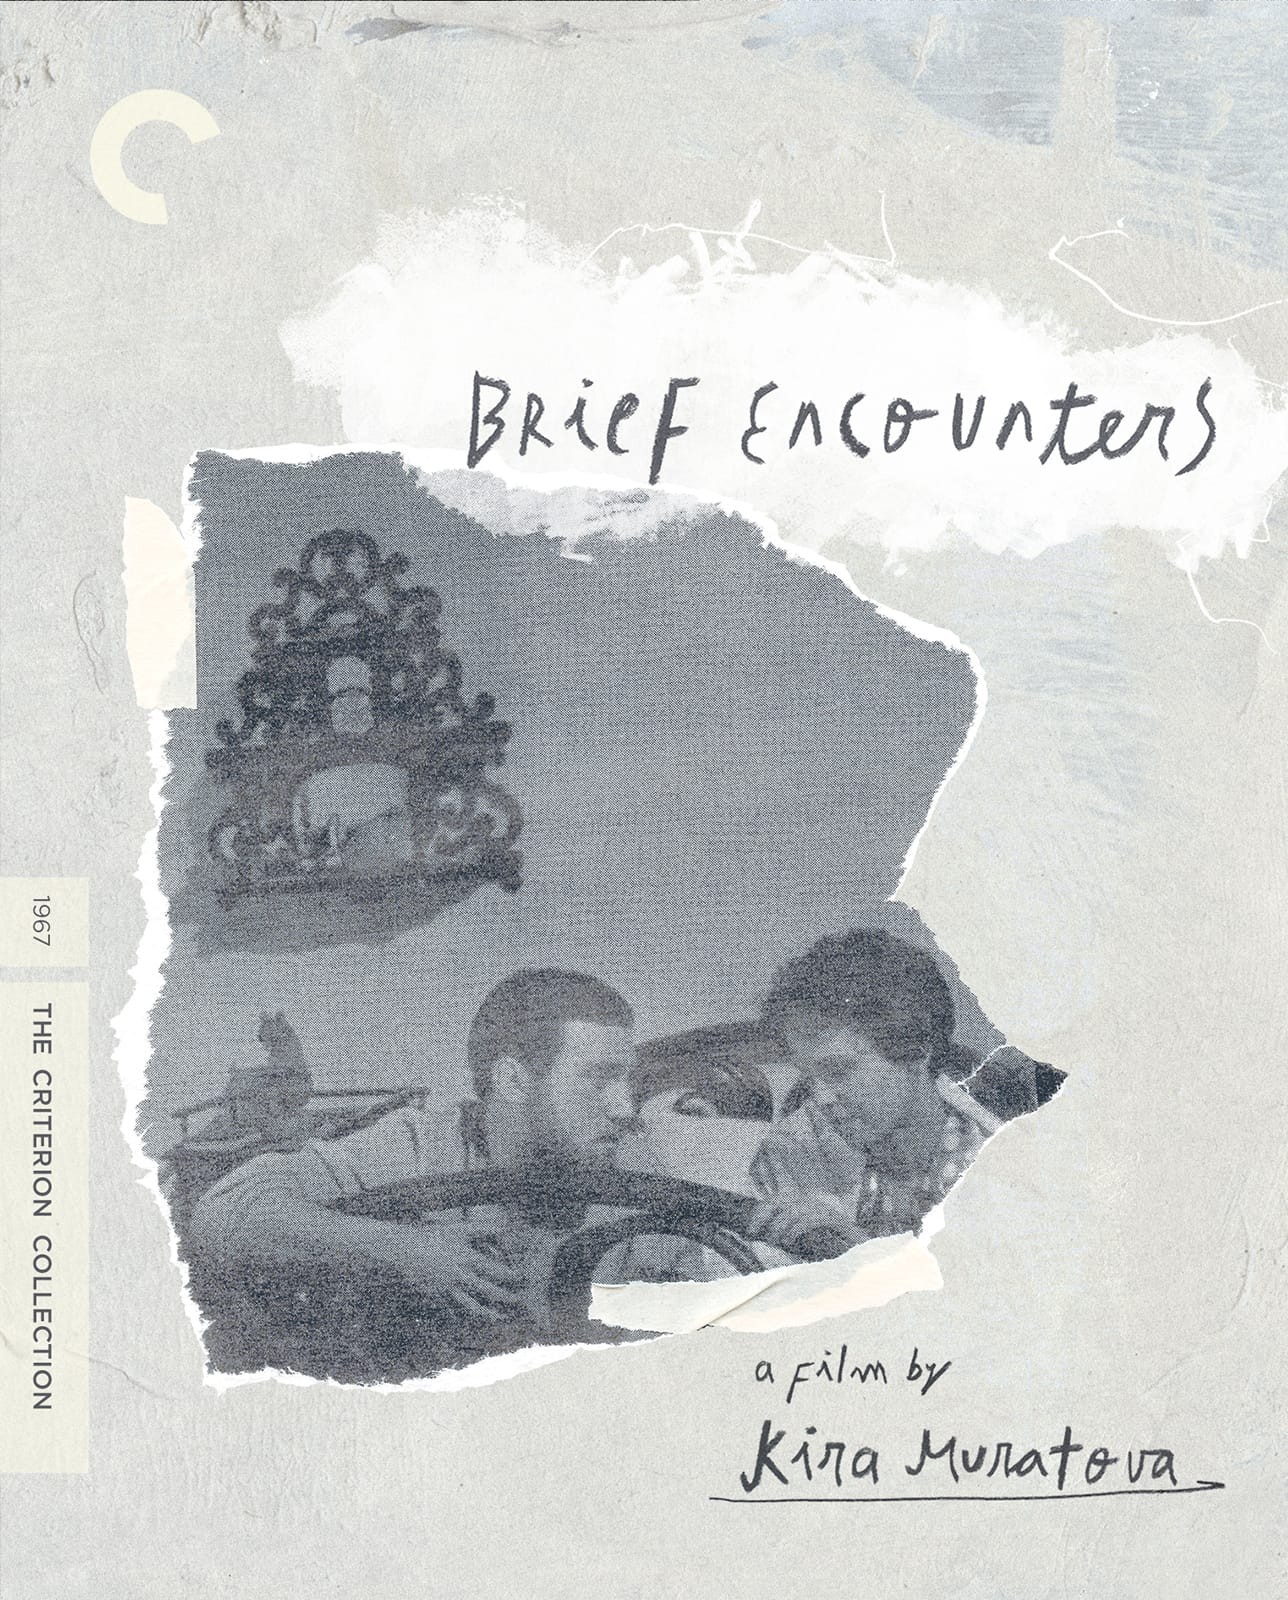 BRieF Encounters
1967
THE CRITERION COLLECTION
a film by
Kira Muratova